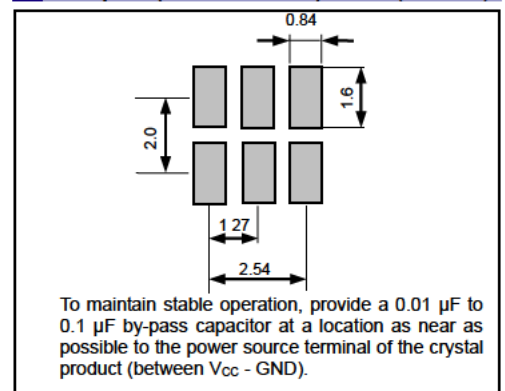 0.84
1.6
2.0
1 27
2.54
To maintain stable operation, provide a 0.01 µF to
0.1 µF by-pass capacitor at a location as near as
possible to the power source terminal of the crystal
product (between VCC - GND).